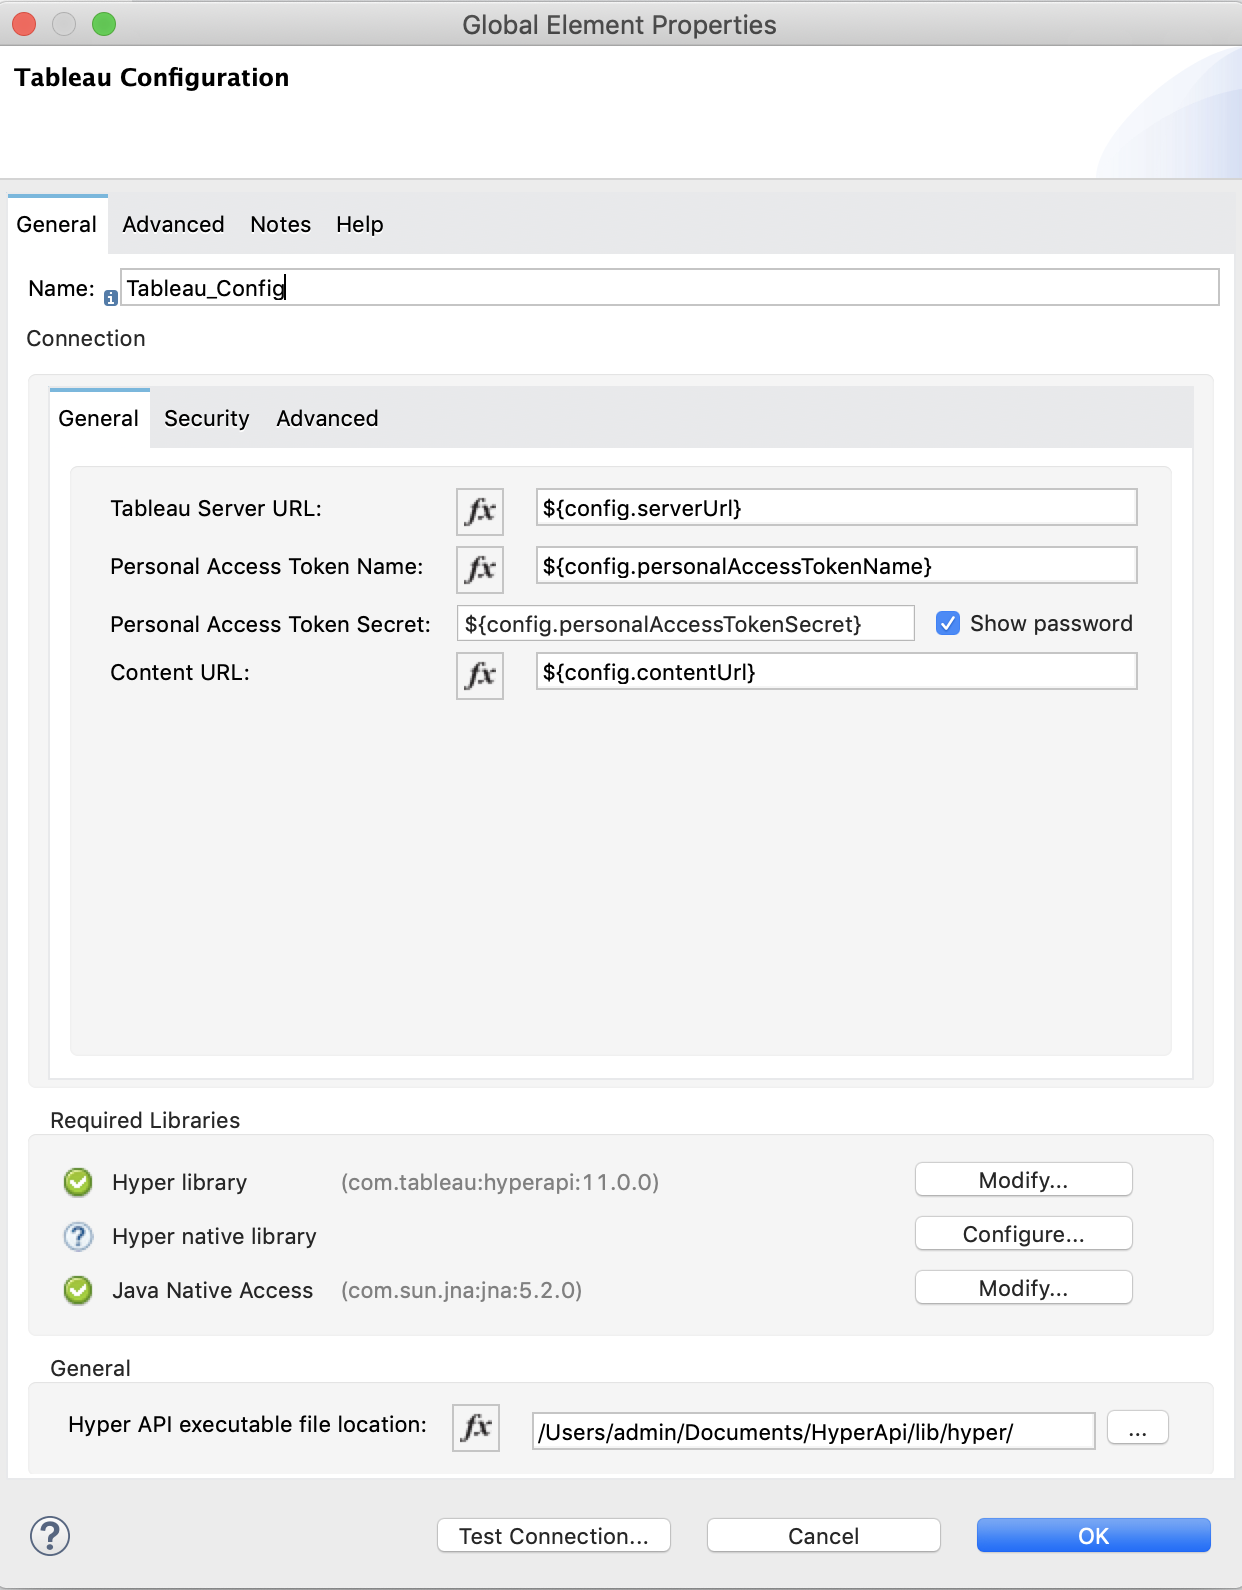 Global Element Properties
Tableau Configuration
General Advanced Notes Help
Name: Tableau_Config
Connection
General Security Advanced
Tableau Server URL: fx ${config.serverUrl}
Personal Access Token Name: fx ${config.personalAccessTokenName}
Personal Access Token Secret: ${config.personalAccessTokenSecret} Show password
Content URL: fx ${config.contentUrl}
Required Libraries
Hyper library (com.tableau:hyperapi:11.0.0) Modify...
? Hyper native library Configure...
Java Native Access (com.sun.jna:jna:5.2.0) Modify...
General
Hyper API executable file location: fx /Users/admin/Documents/HyperApi/lib/hyper/ ...
? Test Connection... Cancel OK